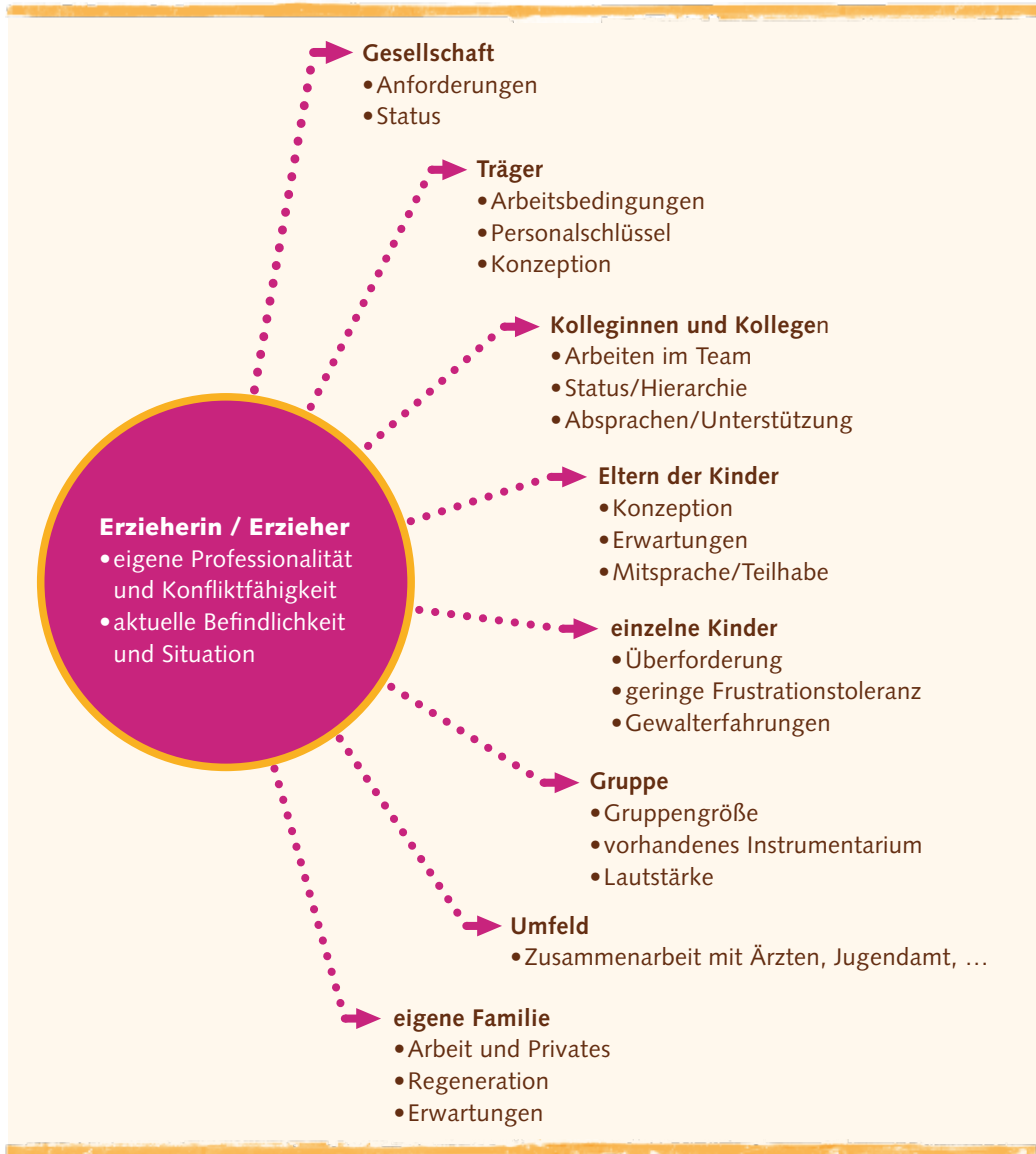 Gesellschaft
• Anforderungen
• Status
Träger
• Arbeitsbedingungen
• Personalschlüssel
• Konzeption
Kolleginnen und Kollegen
• Arbeiten im Team
• Status/Hierarchie
• Absprachen/Unterstützung
Erzieherin / Erzieher
• eigene Professionalität
und Konfliktfähigkeit
• aktuelle Befindlichkeit
und Situation
Eltern der Kinder
• Konzeption
• Erwartungen
• Mitsprache/Teilhabe
einzelne Kinder
• Überforderung
• geringe Frustrationstoleranz
• Gewalterfahrungen
Gruppe
• Gruppengröße
• vorhandenes Instrumentarium
• Lautstärke
Umfeld
• Zusammenarbeit mit Ärzten, Jugendamt, …
eigene Familie
• Arbeit und Privates
• Regeneration
• Erwartungen